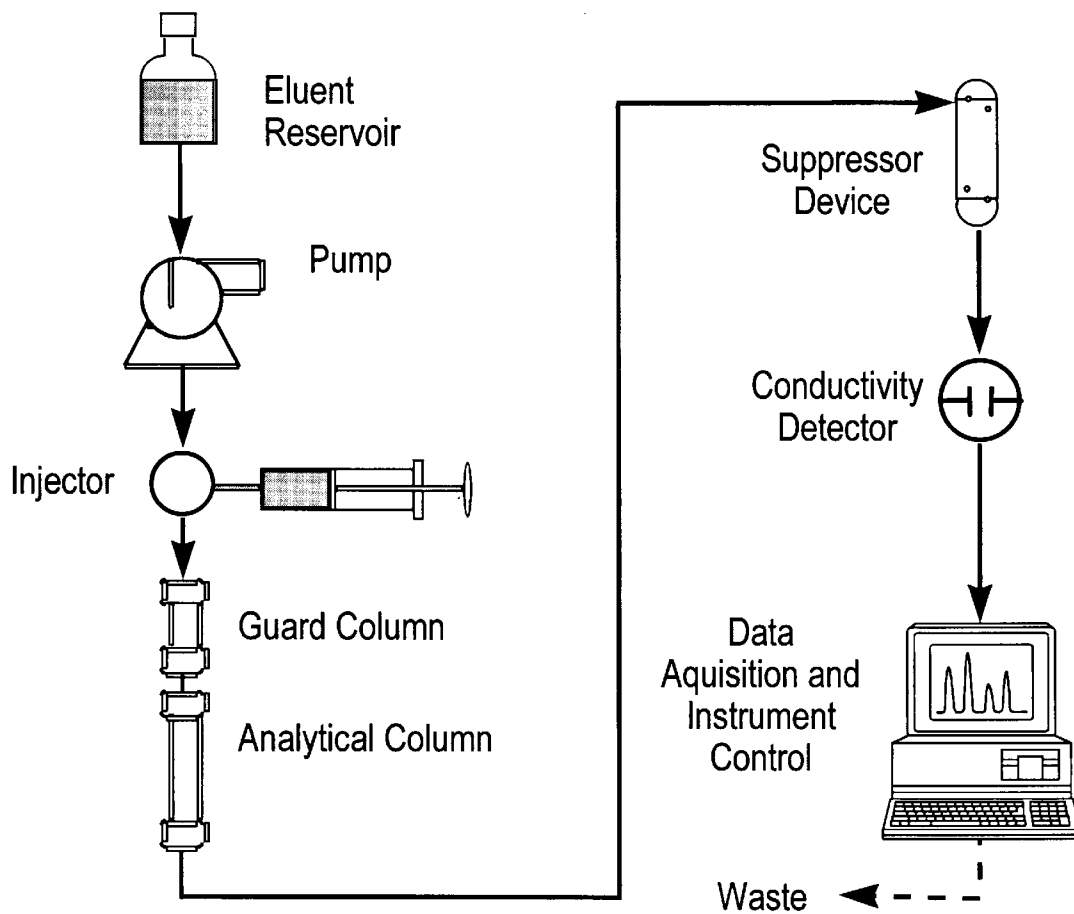 Eluent
Reservoir
Pump
Injector
Guard Column
Analytical Column
Suppressor
Device
Conductivity
Detector
Data
Aquisition and
Instrument
Control
Waste